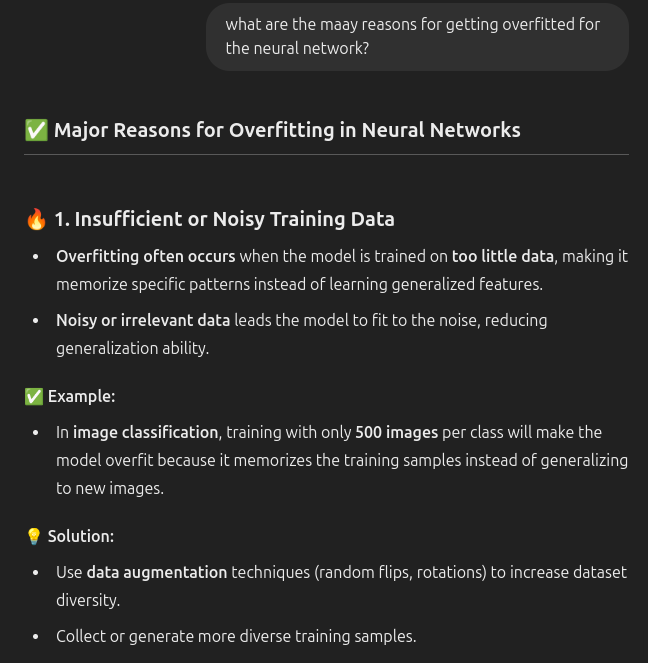 what are the maay reasons for getting overfitted for
the neural network?
✅ Major Reasons for Overfitting in Neural Networks
🔥 1. Insufficient or Noisy Training Data
• Overfitting often occurs when the model is trained on too little data, making it
memorize specific patterns instead of learning generalized features.
• Noisy or irrelevant data leads the model to fit to the noise, reducing
generalization ability.
✅ Example:
• In image classification, training with only 500 images per class will make the
model overfit because it memorizes the training samples instead of generalizing
to new images.
💡 Solution:
• Use data augmentation techniques (random flips, rotations) to increase dataset
diversity.
• Collect or generate more diverse training samples.